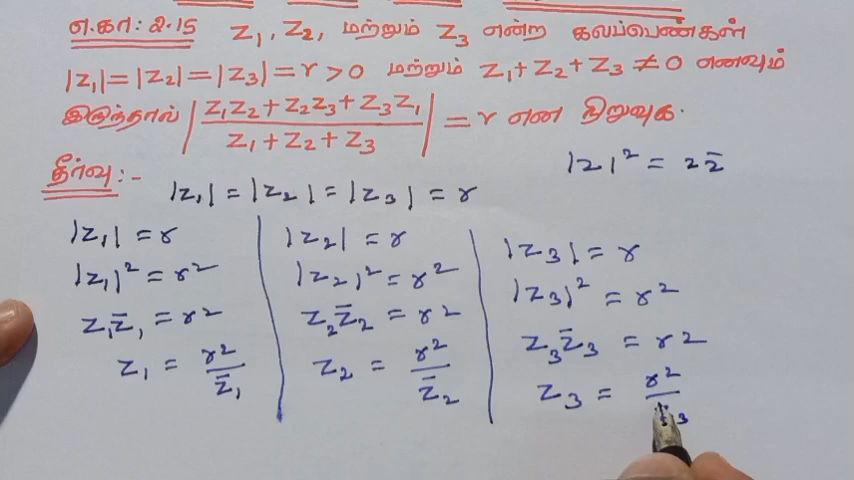 எ.கா: 2.15 Z₁, Z₂, மற்றும் Z₃ என்ற கலப்பெண்கள்
|Z₁| = |Z₂| = |Z₃| = r > 0 மற்றும் Z₁ + Z₂ + Z₃ ≠ 0 எனவும்
இருந்தால் | (Z₁Z₂ + Z₂Z₃ + Z₃Z₁) / (Z₁ + Z₂ + Z₃) | = r என நிறுவுக.
தீர்வு :-
|z|² = z z̄
|Z₁| = |Z₂| = |Z₃| = r
|Z₁| = r
|Z₁|² = r²
Z₁Z̄₁ = r²
Z₁ = r² / Z̄₁
|Z₂| = r
|Z₂|² = r²
Z₂Z̄₂ = r²
Z₂ = r² / Z̄₂
|Z₃| = r
|Z₃|² = r²
Z₃Z̄₃ = r²
Z₃ = r² /